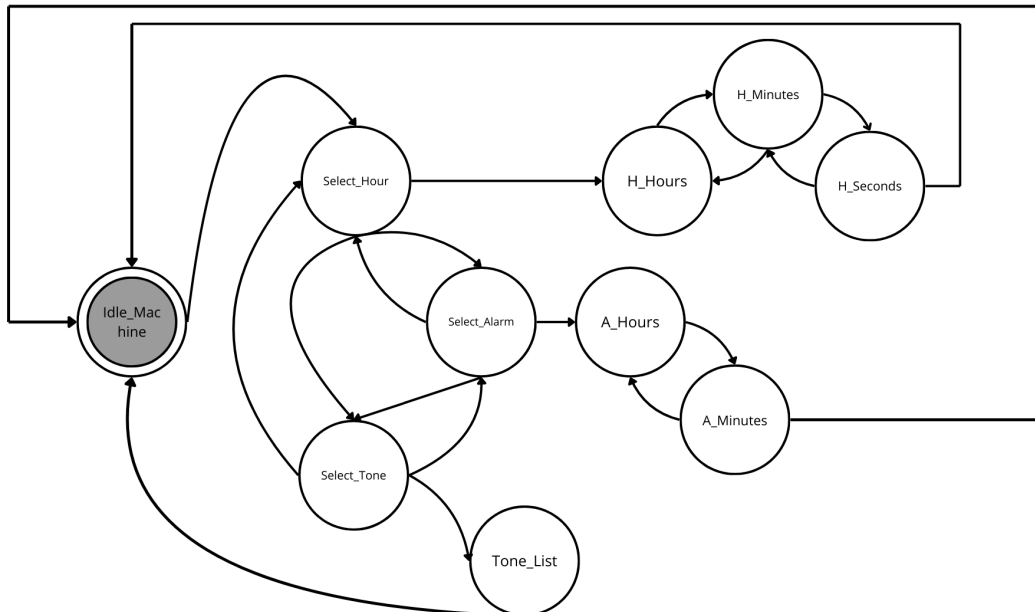 H_Minutes
Select_Hour
H_Hours
H_Seconds
Idle_Mac
hine
Select_Alarm
A_Hours
A_Minutes
Select_Tone
Tone_List